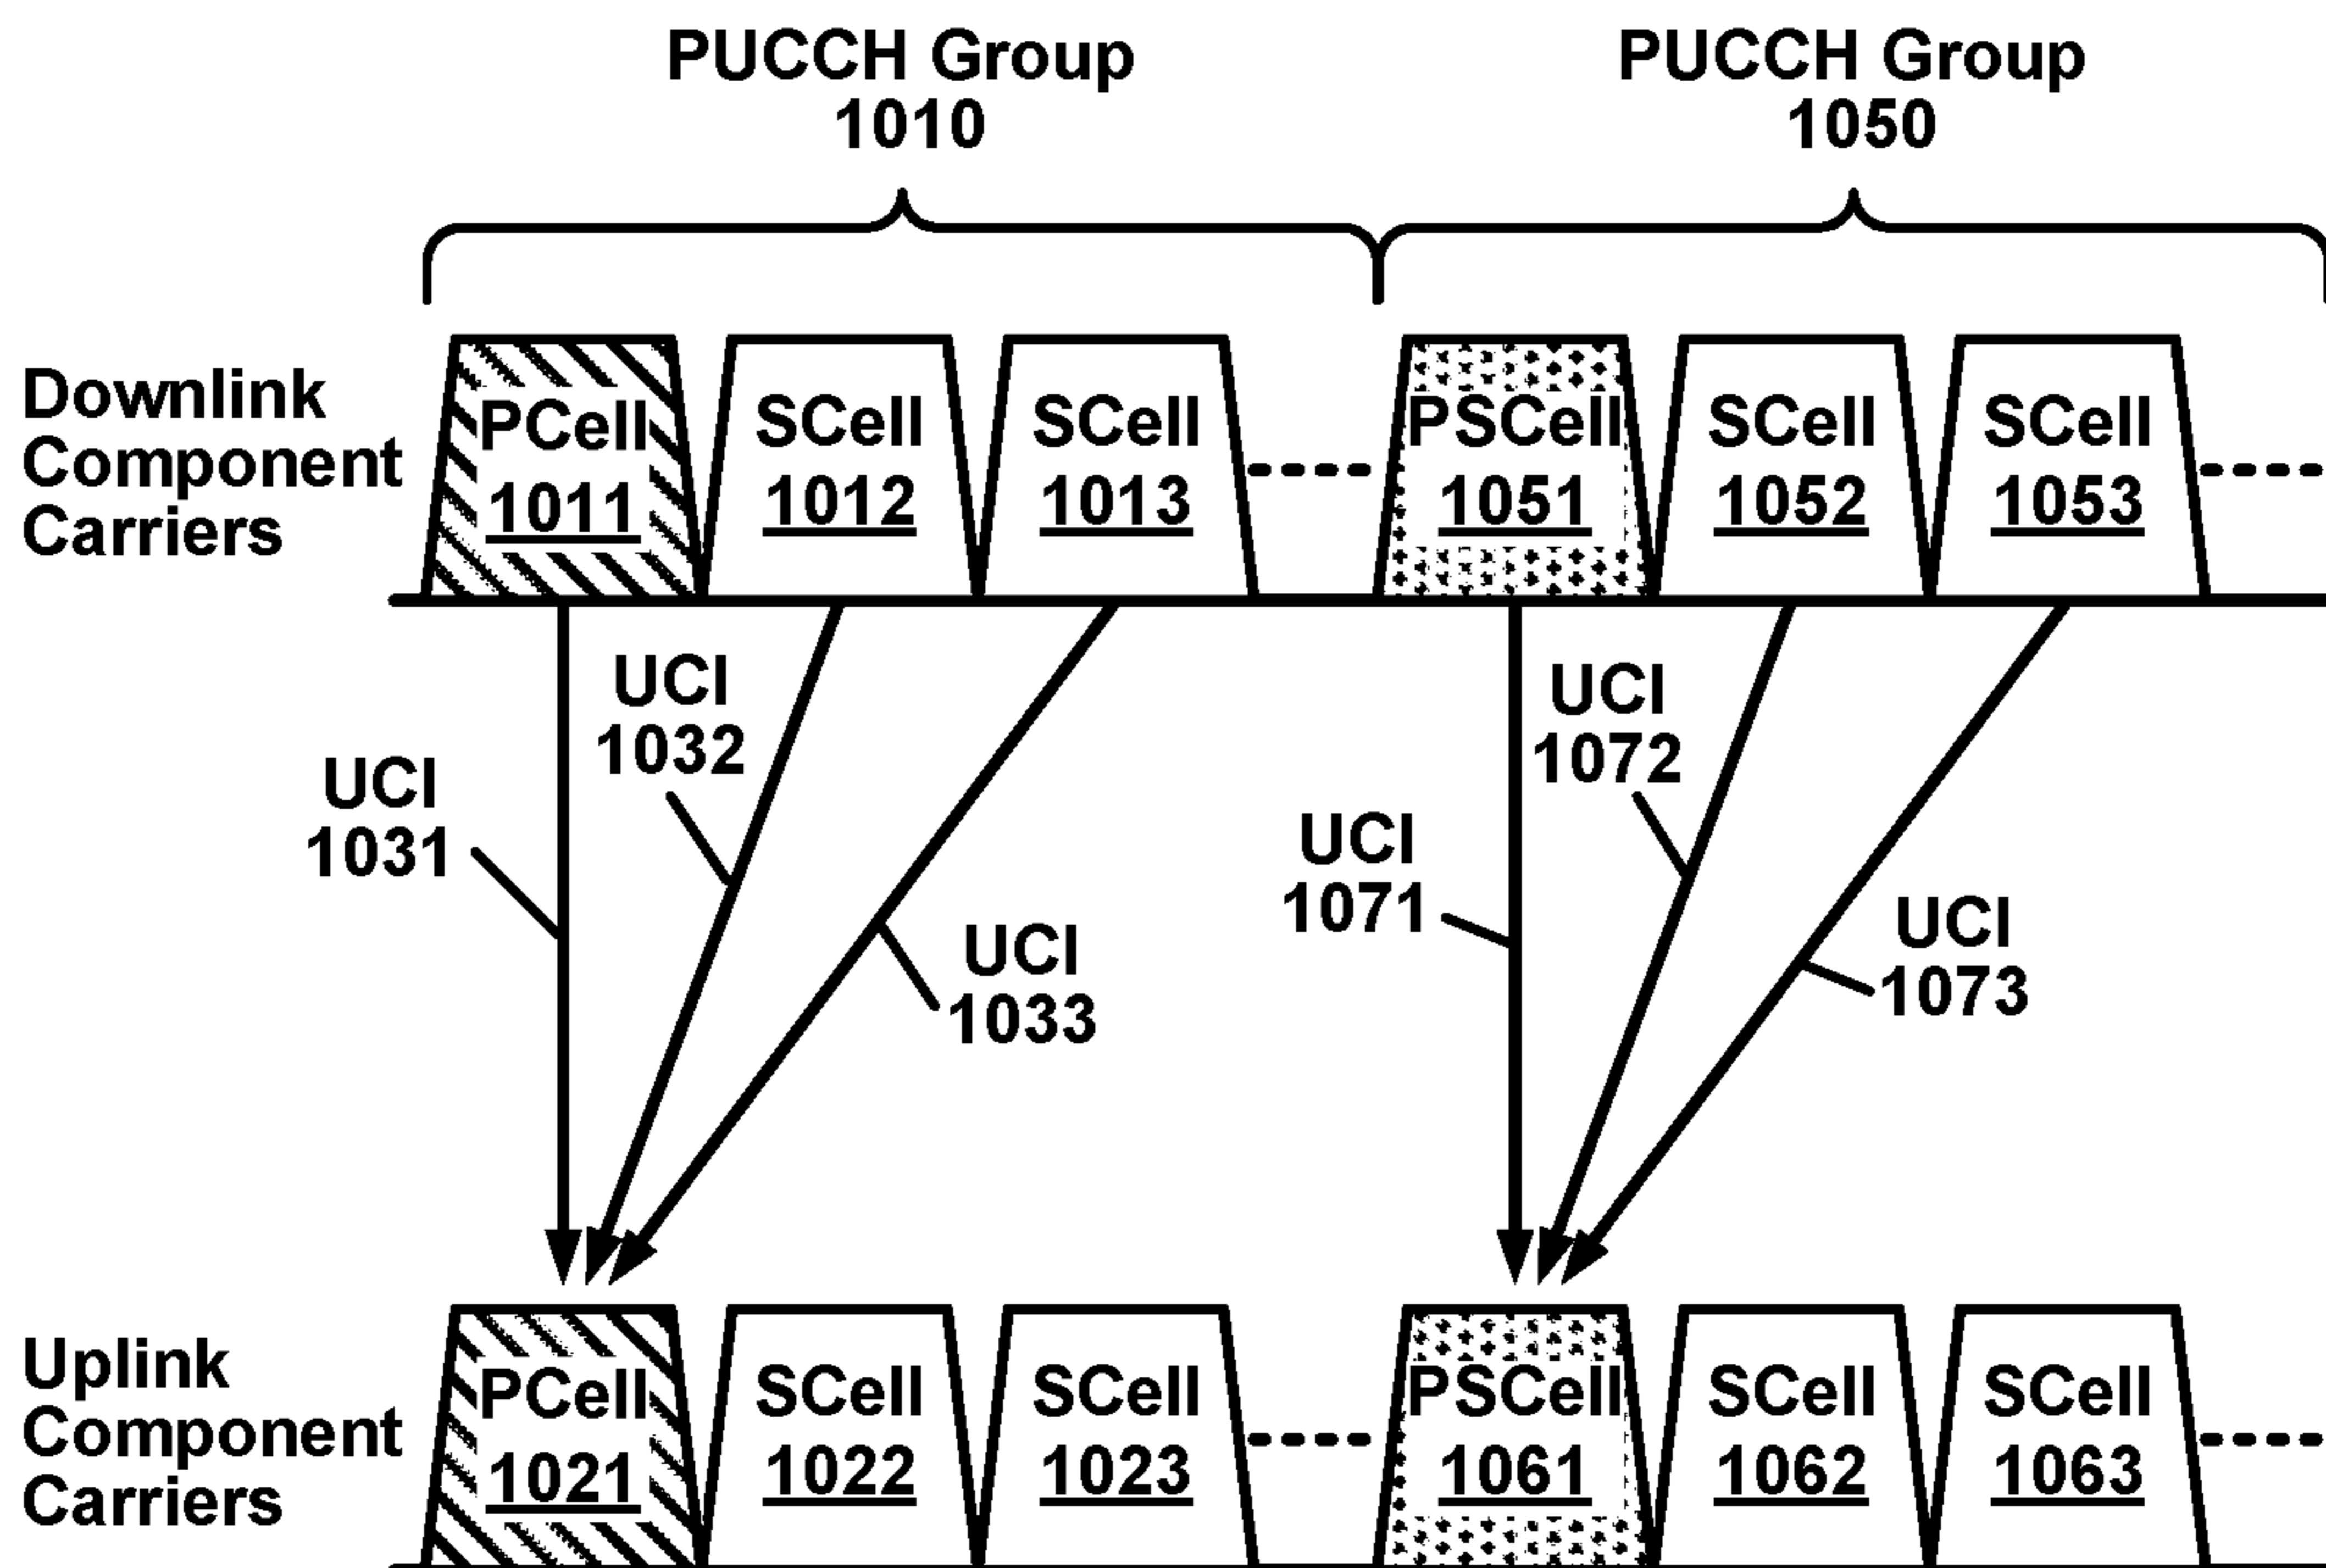 PUCCH Group
1010
PUCCH Group
1050
Downlink
Component
Carriers
PCell
1011
SCell
1012
SCell
1013
PSCell
1051
SCell
1052
SCell
1053
UCI
1031
UCI
1032
UCI
1033
UCI
1071
UCI
1072
UCI
1073
Uplink
Component
Carriers
PCell
1021
SCell
1022
SCell
1023
PSCell
1061
SCell
1062
SCell
1063